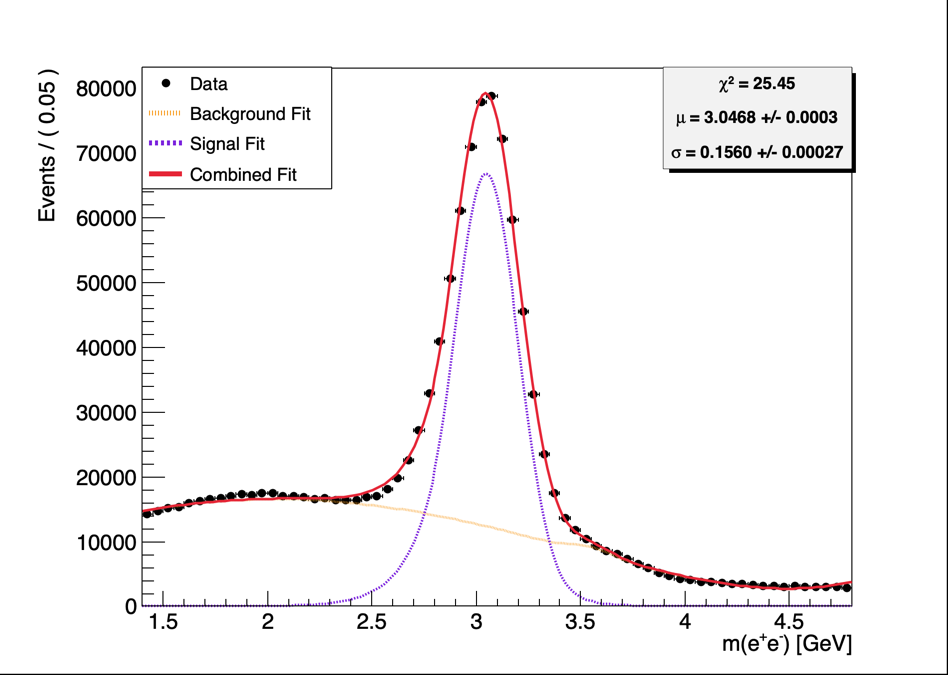 Events / ( 0.05 )
80000
70000
60000
50000
40000
30000
20000
10000
0
Data
Background Fit
Signal Fit
Combined Fit
χ² = 25.45
μ = 3.0468 +/- 0.0003
σ = 0.1560 +/- 0.00027
1.5 2 2.5 3 3.5 4 4.5
m(e⁺e⁻) [GeV]